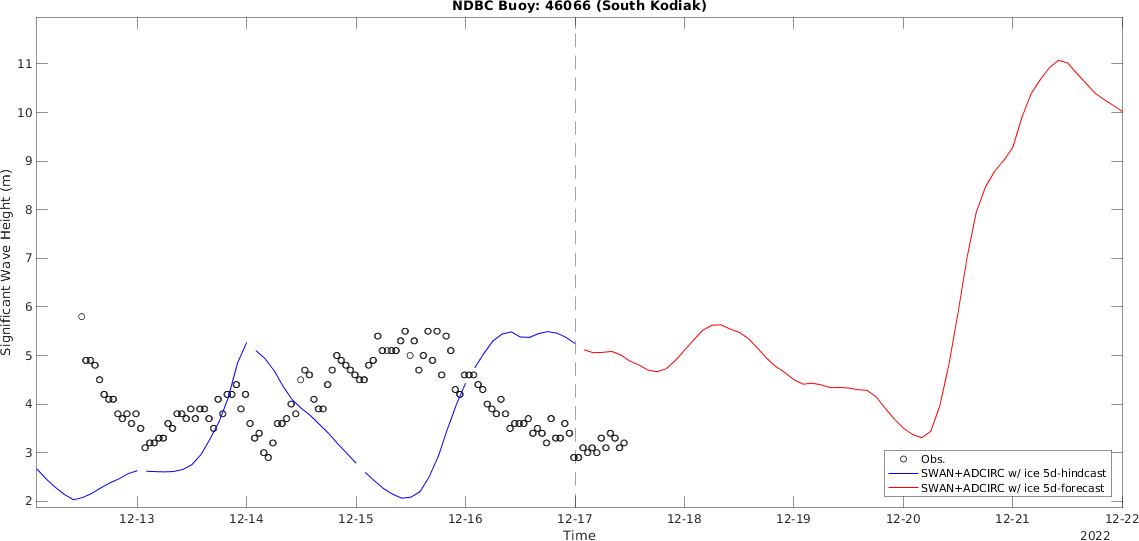 NDBC Buoy: 46066 (South Kodiak)
Significant Wave Height (m)
11
10
9
8
7
6
5
4
3
2
Obs.
SWAN+ADCIRC w/ ice 5d-hindcast
SWAN+ADCIRC w/ ice 5d-forecast
12-13 12-14 12-15 12-16 12-17 12-18 12-19 12-20 12-21 12-22
Time
2022